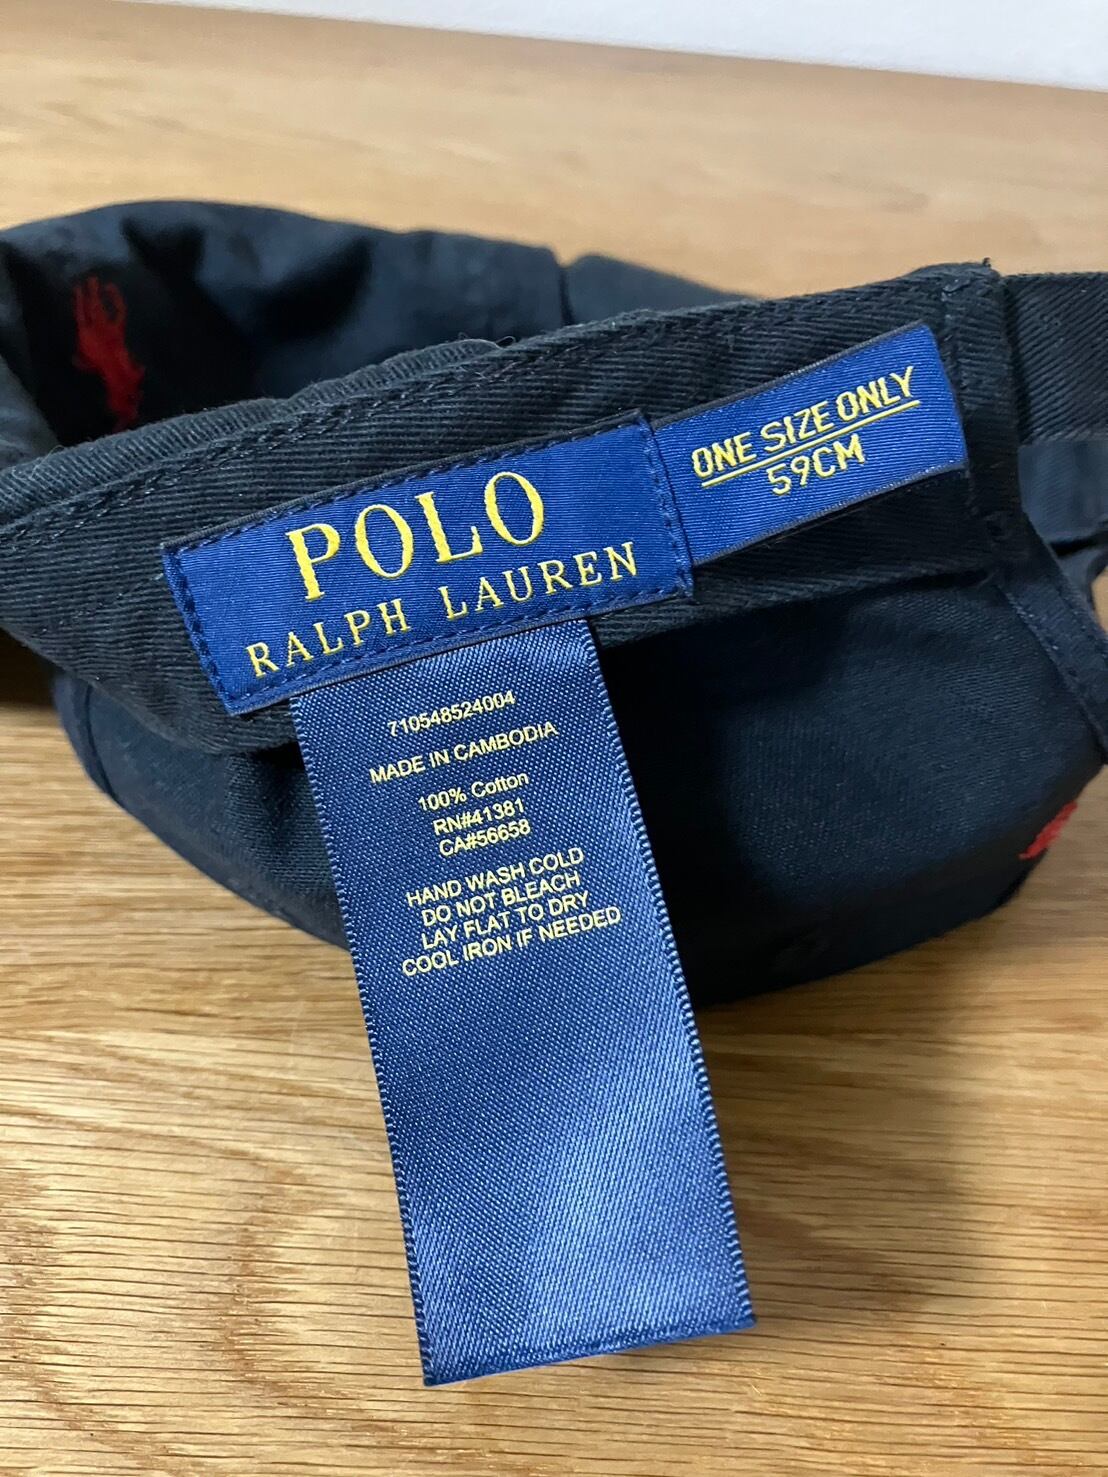 POLO
RALPH LAUREN
ONE SIZE ONLY
59CM
710548524004
MADE IN CAMBODIA
100% Cotton
RN#41381
CA#56658
HAND WASH COLD
DO NOT BLEACH
LAY FLAT TO DRY
COOL IRON IF NEEDED